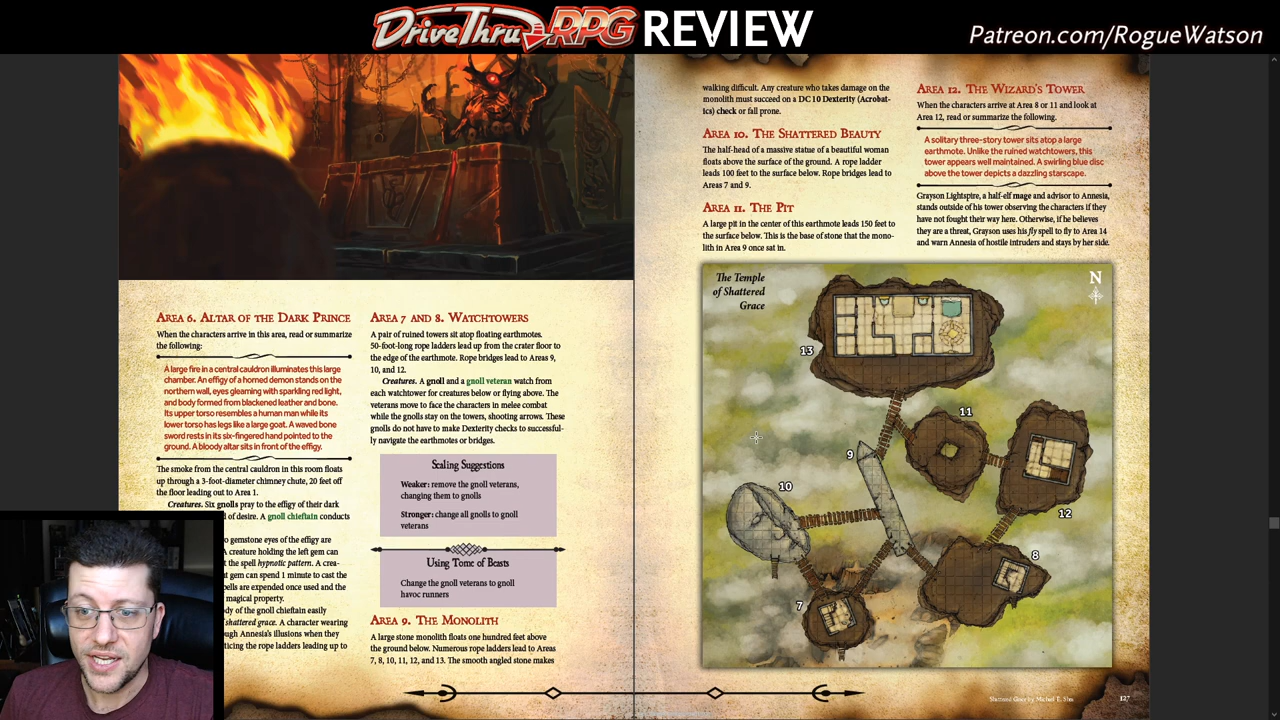 DriveThruRPG REVIEW
Patreon.com/RogueWatson
Area 6. Altar of the Dark Prince
When the characters arrive in this area, read or summarize
the following:
A large fire in a central cauldron illuminates this large
chamber. An effigy of a horned demon stands on the
northern wall, eyes gleaming with sparkling red light,
and body formed from blackened leather and bone.
Its upper torso resembles a human man while its
lower torso has legs like a large goat. A waved bone
sword rests in its six-fingered hand pointed to the
ground. A bloody altar sits in front of the effigy.
The smoke from the central cauldron in this room floats
up through a 3-foot-diameter chimney chute, 20 feet off
the floor leading out to Area 1.
Creatures. Six gnolls pray to the effigy of their dark
of desire. A gnoll chieftain conducts
gemstone eyes of the effigy are
A creature holding the left gem can
the spell hypnotic pattern. A crea-
gem can spend 1 minute to cast the
are expended once used and the
magical property.
of the gnoll chieftain easily
shattered grace. A character wearing
Annesia's illusions when they
the rope ladders leading up to
Area 7 and 8. Watchtowers
A pair of ruined towers sit atop floating earthmotes.
50-foot-long rope ladders lead up from the crater floor to
the edge of the earthmote. Rope bridges lead to Areas 9,
10, and 12.
Creatures. A gnoll and a gnoll veteran watch from
each watchtower for creatures below or flying above. The
veterans move to face the characters in melee combat
while the gnolls stay on the towers, shooting arrows. These
gnolls do not have to make Dexterity checks to successful-
ly navigate the earthmotes or bridges.
Scaling Suggestions
Weaker: remove the gnoll veterans,
changing them to gnolls
Stronger: change all gnolls to gnoll
veterans
Using Tome of Beasts
Change the gnoll veterans to gnoll
havoc runners
Area 9. The Monolith
A large stone monolith floats one hundred feet above
the ground below. Numerous rope ladders lead to Areas
7, 8, 10, 11, 12, and 13. The smooth angled stone makes
walking difficult. Any creature who takes damage on the
monolith must succeed on a DC 10 Dexterity (Acrobat-
ics) check or fall prone.
Area 10. The Shattered Beauty
The half-head of a massive statue of a beautiful woman
floats above the surface of the ground. A rope ladder
leads 100 feet to the surface below. Rope bridges lead to
Areas 7 and 9.
Area 11. The Pit
A large pit in the center of this earthmote leads 150 feet to
the surface below. This is the base of stone that the mono-
lith in Area 9 once sat in.
Area 12. The Wizard's Tower
When the characters arrive at Area 8 or 11 and look at
Area 12, read or summarize the following.
A solitary three-story tower sits atop a large
earthmote. Unlike the ruined watchtowers, this
tower appears well maintained. A swirling blue disc
above the tower depicts a dazzling starscape.
Grayson Lightspire, a half-elf mage and advisor to Annesia,
stands outside of his tower observing the characters if they
have not fought their way here. Otherwise, if he believes
they are a threat, Grayson uses his fly spell to fly to Area 14
and warn Annesia of hostile intruders and stays by her side.
The Temple
of Shattered
Grace
N
13
11
9
10
12
8
7
127